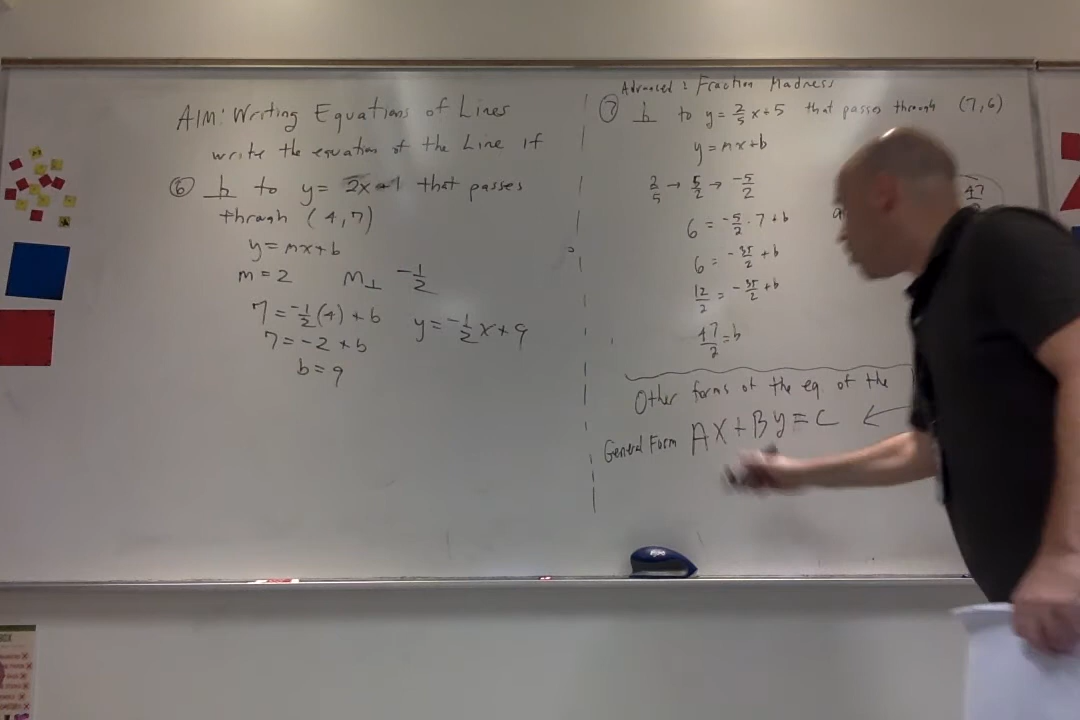 AIM: Writing Equations of Lines
write the equation of the Line if
⑥ to y = 2x - 1 that passes
through (4,7)
y = mx + b
m = 2 M⊥ -1/2
7 = -1/2 (4) + b
7 = -2 + b
b = 9
y = -1/2 x + 9
Advanced : Fraction Madness
⑦ to y = 2/5 x + 5 that passes through (7,6)
y = mx + b
2/5 → 5/2 → -5/2
6 = -5/2 · 7 + b
6 = -35/2 + b
12/2 = -35/2 + b
47/2 = b
47
Other forms of the eq of the
General Form AX + By = C ←